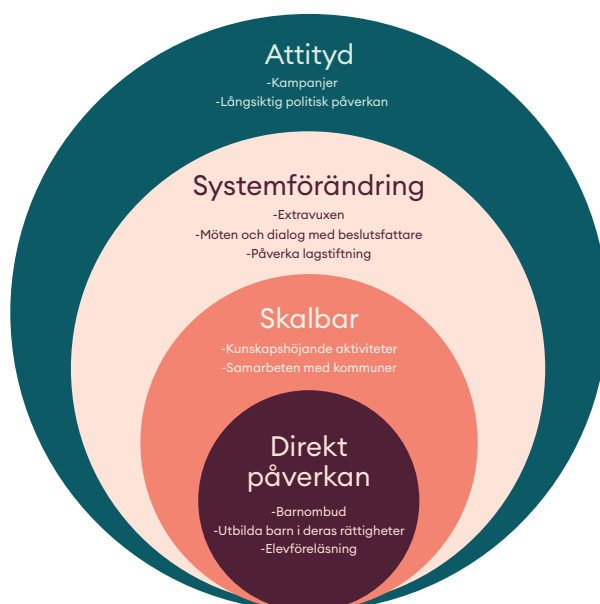 Attityd
-Kampanjer
-Långsiktig politisk påverkan
Systemförändring
-Extravuxen
-Möten och dialog med beslutsfattare
-Påverka lagstiftning
Skalbar
-Kunskapshöjande aktiviteter
-Samarbeten med kommuner
Direkt
påverkan
-Barnombud
-Utbilda barn i deras rättigheter
-Elevföreläsning